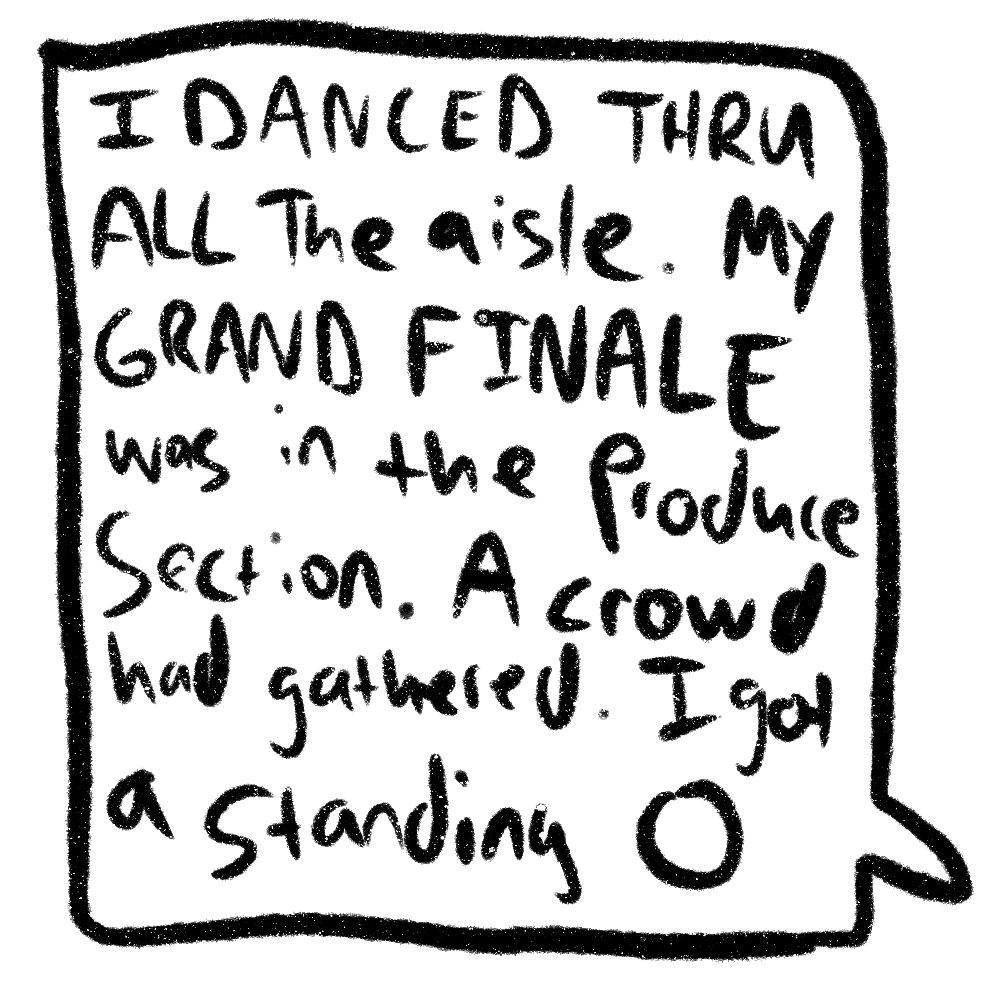 I DANCED THRU
ALL The aisle. My
GRAND FINALE
was in the Produce
Section. A crowd
had gathered. I got
a standing O